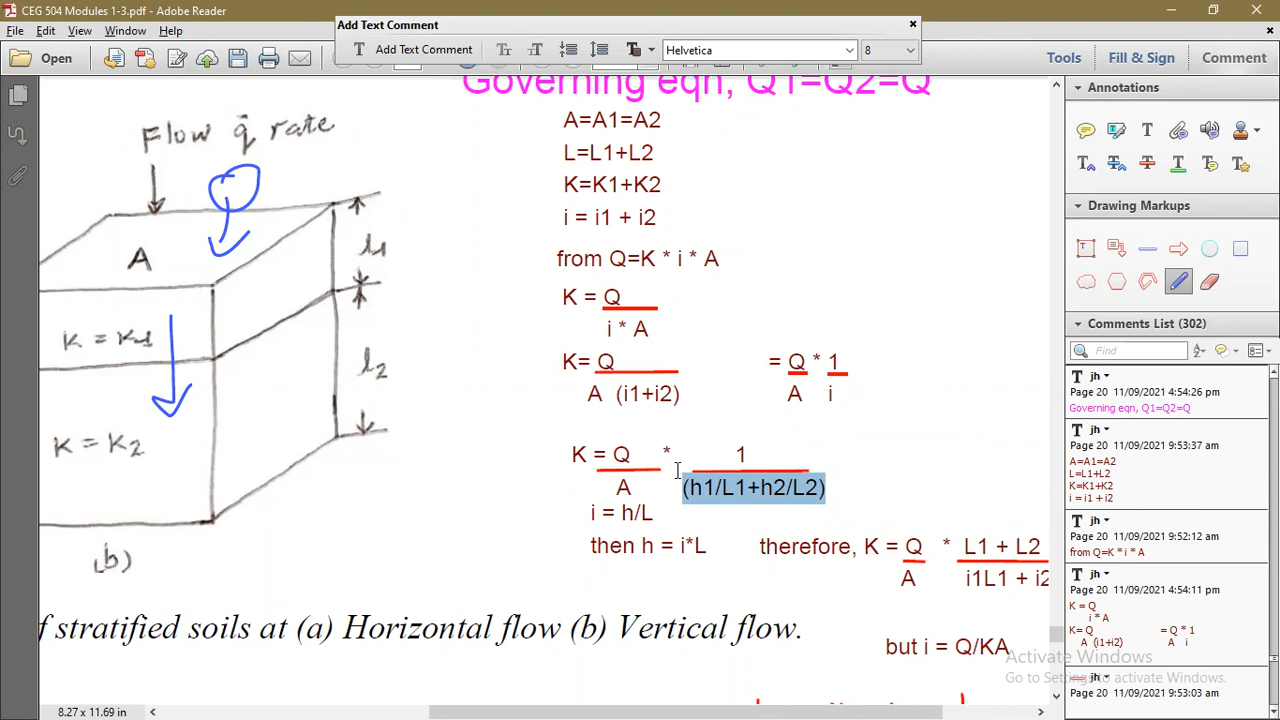 CEG 504 Modules 1-3.pdf - Adobe Reader
File Edit View Window Help
Add Text Comment
Open
Add Text Comment
Helvetica
8
Tools Fill & Sign Comment
Governing eqn, Q1=Q2=Q
A=A1=A2
L=L1+L2
K=K1+K2
i = i1 + i2
from Q=K * i * A
K = Q
i * A
K= Q = Q * 1
A (i1+i2) A i
K = Q * 1
A (h1/L1+h2/L2)
i = h/L
then h = i*L therefore, K = Q * L1 + L2
A i1L1 + i2
but i = Q/KA
Flow q rate
A
l1
K = K1
l2
K = K2
(b)
f stratified soils at (a) Horizontal flow (b) Vertical flow.
Activate Windows
Go to Settings to activate Windows.
Annotations
Drawing Markups
Comments List (302)
Find
jh
Page 20 11/09/2021 4:54:26 pm
Governing eqn, Q1=Q2=Q
jh
Page 20 11/09/2021 9:53:37 am
A=A1=A2
L=L1+L2
K=K1+K2
i = i1 + i2
jh
Page 20 11/09/2021 9:52:12 am
from Q=K * i * A
jh
Page 20 11/09/2021 4:54:11 pm
K = Q
i * A
K= Q = Q * 1
A (i1+i2) A i
jh
Page 20 11/09/2021 9:53:03 am
8.27 x 11.69 in